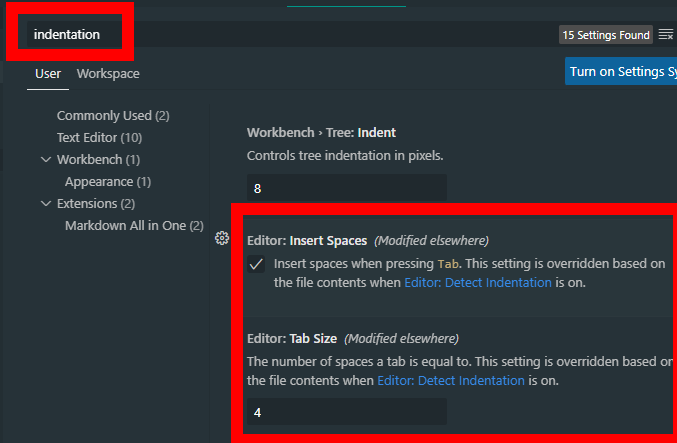 indentation
15 Settings Found
User Workspace
Turn on Settings Sy
Commonly Used (2)
Text Editor (10)
Workbench (1)
Appearance (1)
Extensions (2)
Markdown All in One (2)
Workbench › Tree: Indent
Controls tree indentation in pixels.
8
Editor: Insert Spaces (Modified elsewhere)
Insert spaces when pressing Tab. This setting is overridden based on
the file contents when Editor: Detect Indentation is on.
Editor: Tab Size (Modified elsewhere)
The number of spaces a tab is equal to. This setting is overridden based on
the file contents when Editor: Detect Indentation is on.
4